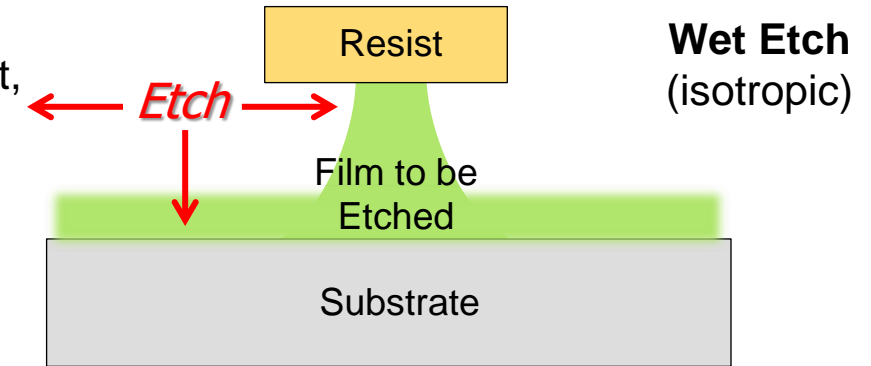 Resist
Wet Etch
(isotropic)
t,
Etch
Film to be
Etched
Substrate